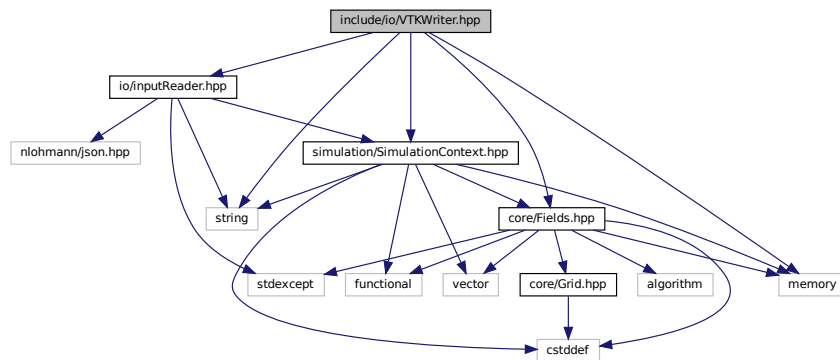 include/io/VTKWriter.hpp
io/inputReader.hpp
nlohmann/json.hpp
simulation/SimulationContext.hpp
string
core/Fields.hpp
stdexcept
functional
vector
core/Grid.hpp
algorithm
memory
cstddef